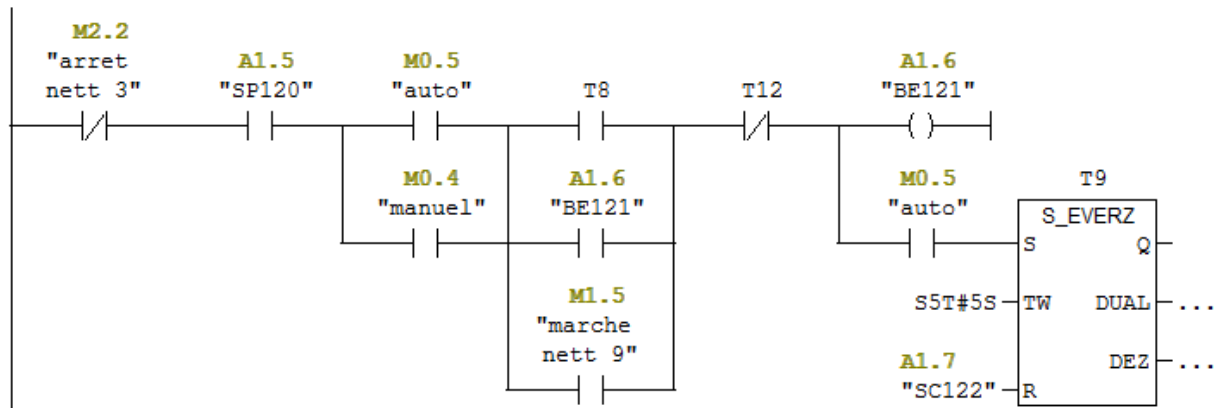 M2.2
"arret
nett 3"
A1.5
"SP120"
M0.5
"auto"
T8
T12
A1.6
"BE121"
M0.4
"manuel"
A1.6
"BE121"
M0.5
"auto"
T9
S_EVERZ
S
Q
M1.5
"marche
nett 9"
S5T#5S
TW
DUAL
...
A1.7
"SC122"
R
DEZ
...